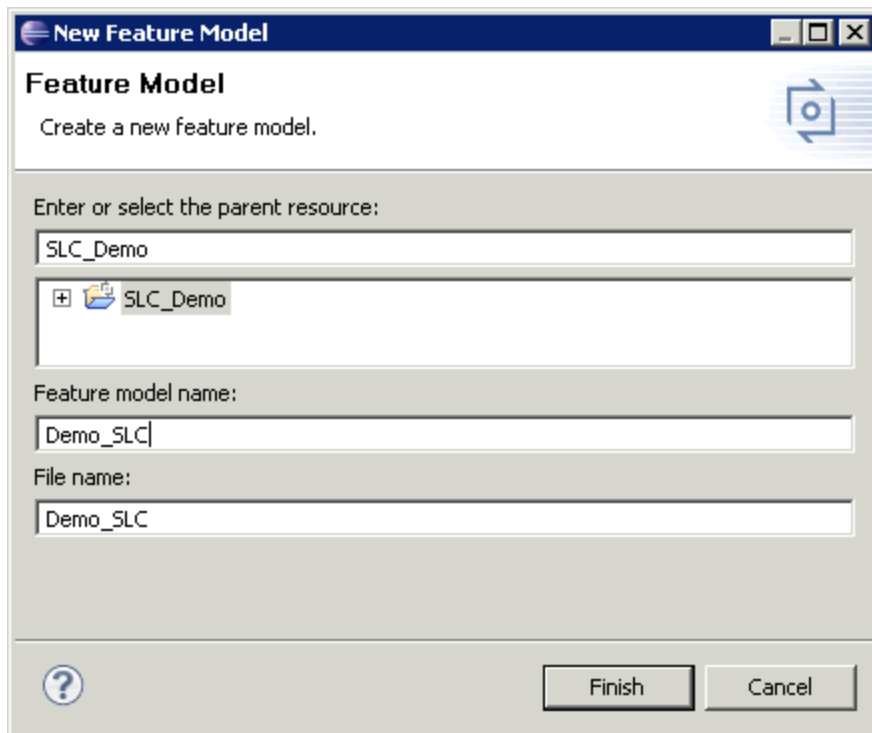 New Feature Model
Feature Model
Create a new feature model.
Enter or select the parent resource:
SLC_Demo
SLC_Demo
Feature model name:
Demo_SLC
File name:
Demo_SLC
Finish
Cancel